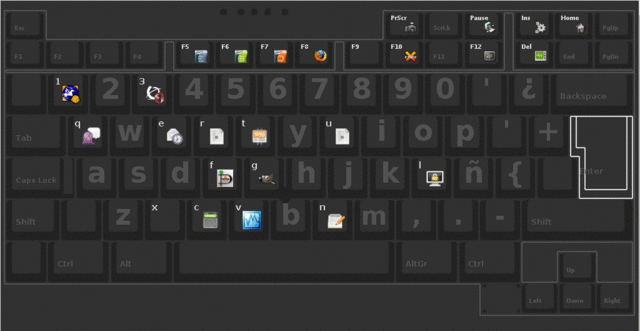 PrScr ScrLk Pause Ins Home PgUp
Esc
F1 F2 F3 F4 F5 F6 F7 F8 F9 F10 F11 F12 Del End PgDn
1 2 3 4 5 6 7 8 9 0 ' ¿ Backspace
Tab q w e r t y u i o p ' +
Enter
Caps Lock a s d f g h j k l ñ {
Shift z x c v b n m , . - Shift
Ctrl Alt AltGr Ctrl
Up
Left Down Right